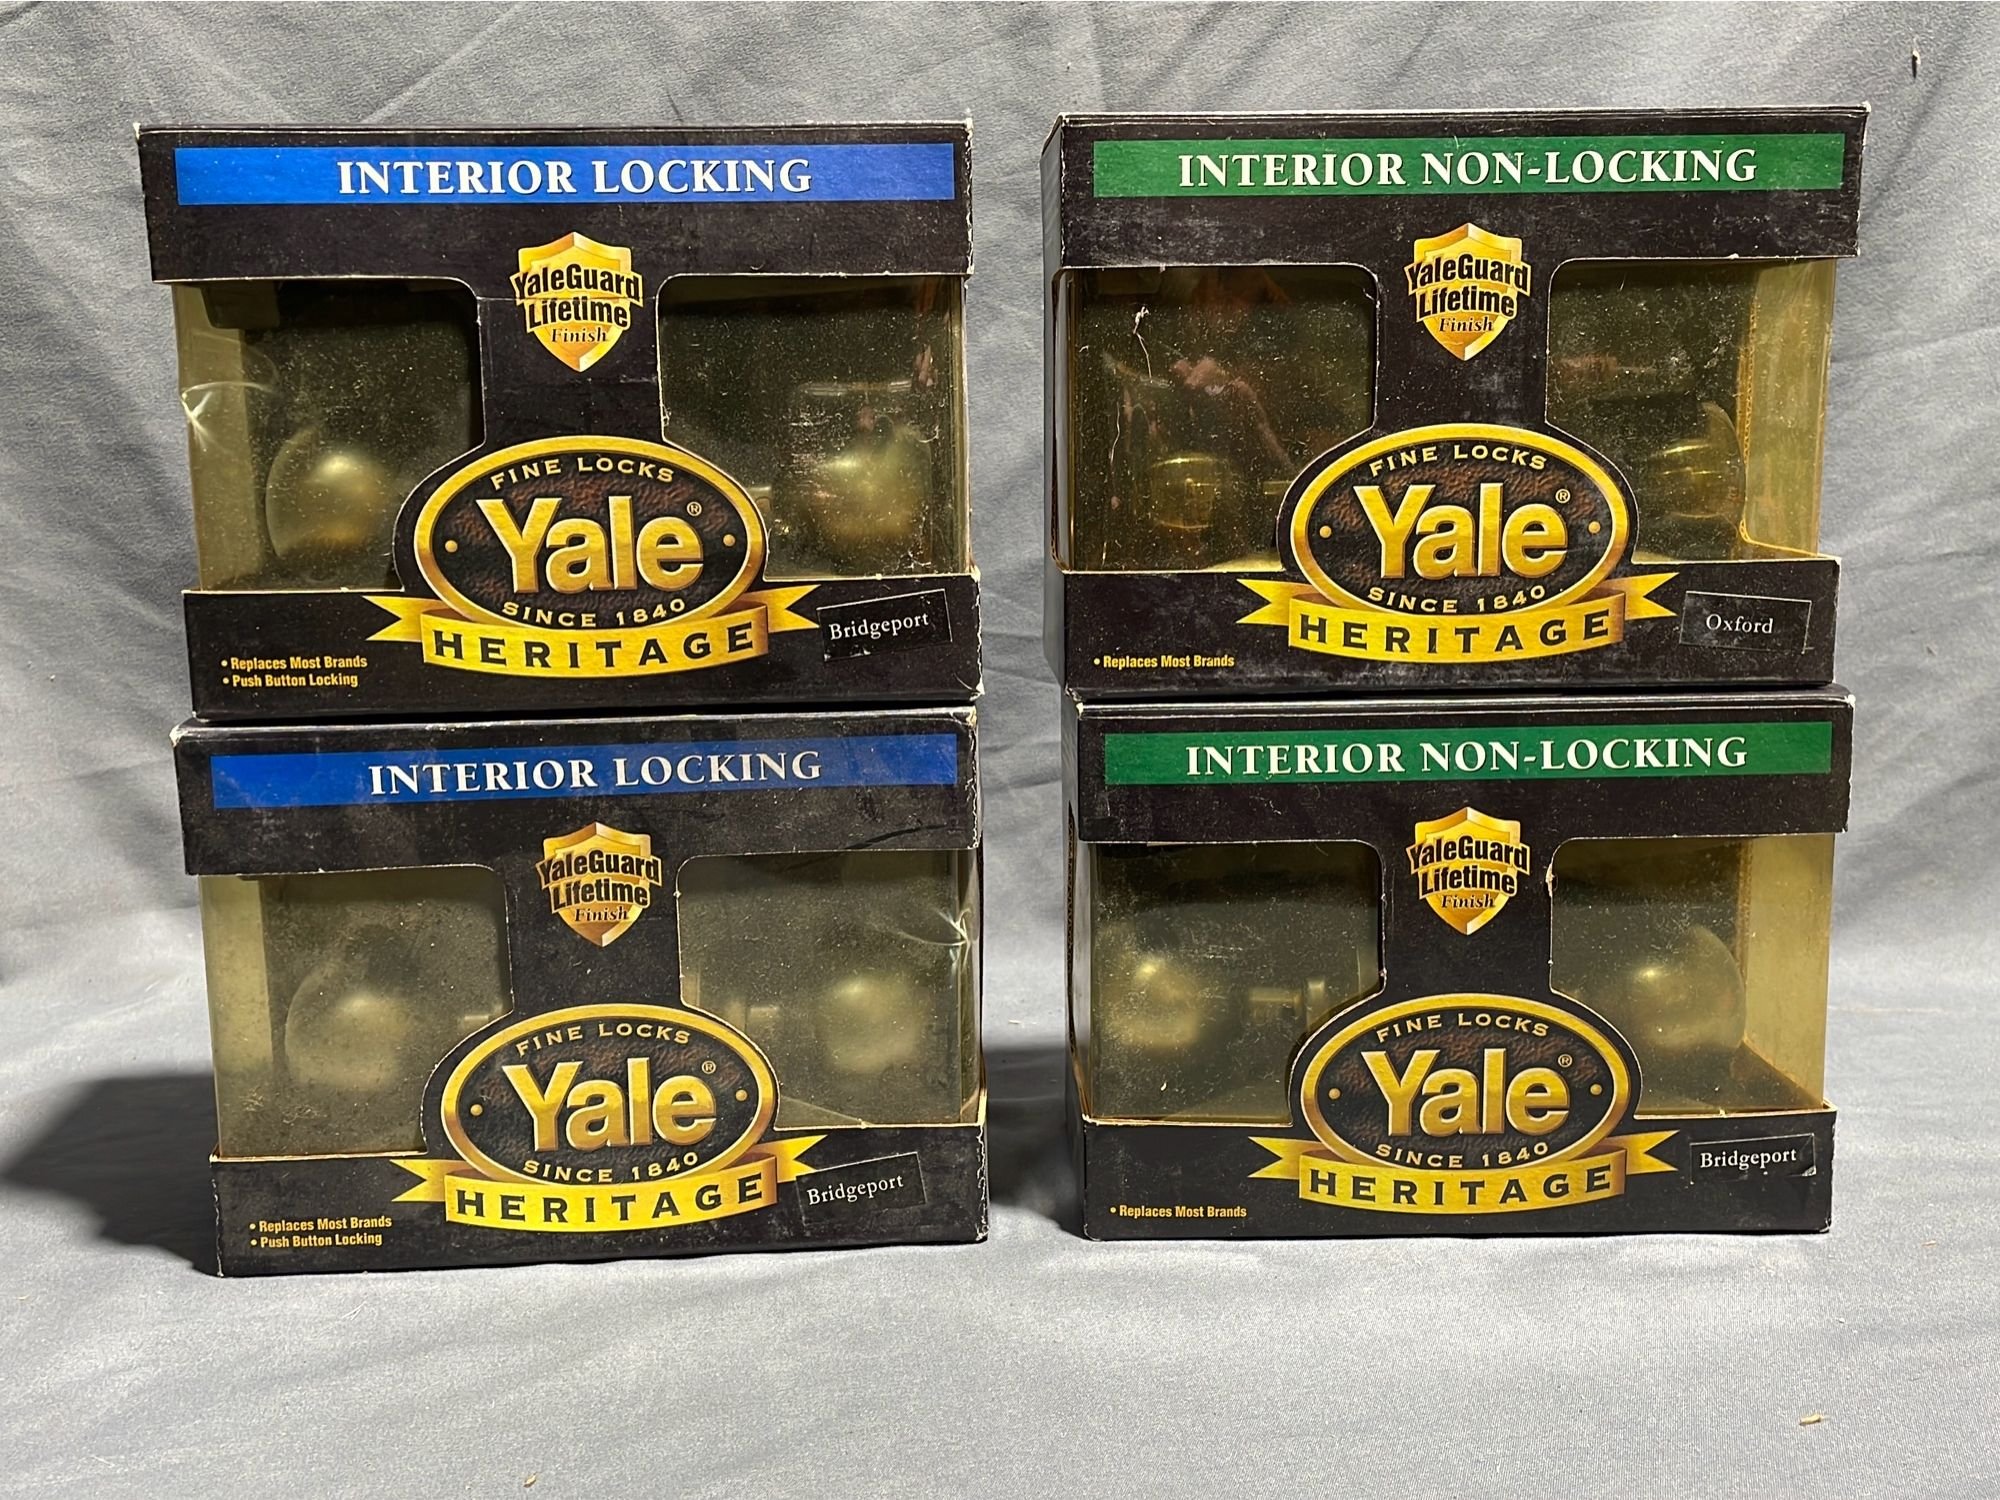 INTERIOR LOCKING
YaleGuard
Lifetime
Finish
FINE LOCKS
Yale®
SINCE 1840
HERITAGE
Bridgeport
• Replaces Most Brands
• Push Button Locking
INTERIOR NON-LOCKING
YaleGuard
Lifetime
Finish
FINE LOCKS
Yale®
SINCE 1840
HERITAGE
Oxford
• Replaces Most Brands
INTERIOR LOCKING
YaleGuard
Lifetime
Finish
FINE LOCKS
Yale®
SINCE 1840
HERITAGE
Bridgeport
• Replaces Most Brands
• Push Button Locking
INTERIOR NON-LOCKING
YaleGuard
Lifetime
Finish
FINE LOCKS
Yale®
SINCE 1840
HERITAGE
Bridgeport
• Replaces Most Brands